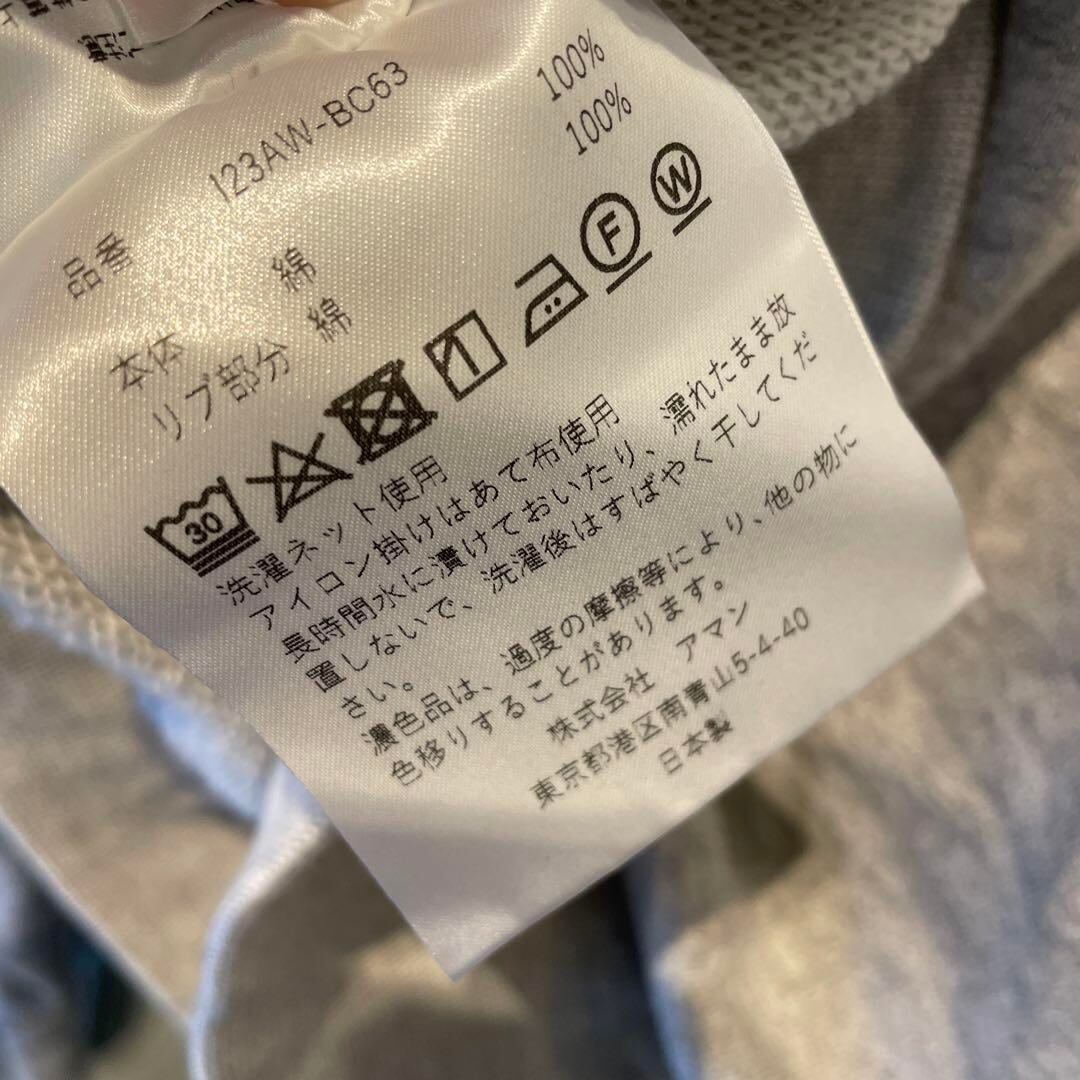 品番 I23AW-BC63
本体 綿 100%
リブ部分 綿 100%
30 F W
洗濯ネット使用
アイロン掛けはあて布使用
長時間水に漬けておいたり、濡れたまま放
置しないで、洗濯後はすばやく干してくだ
さい。
濃色品は、過度の摩擦等により、他の物に
色移りすることがあります。
株式会社 アマン
東京都港区南青山5-4-40
日本製